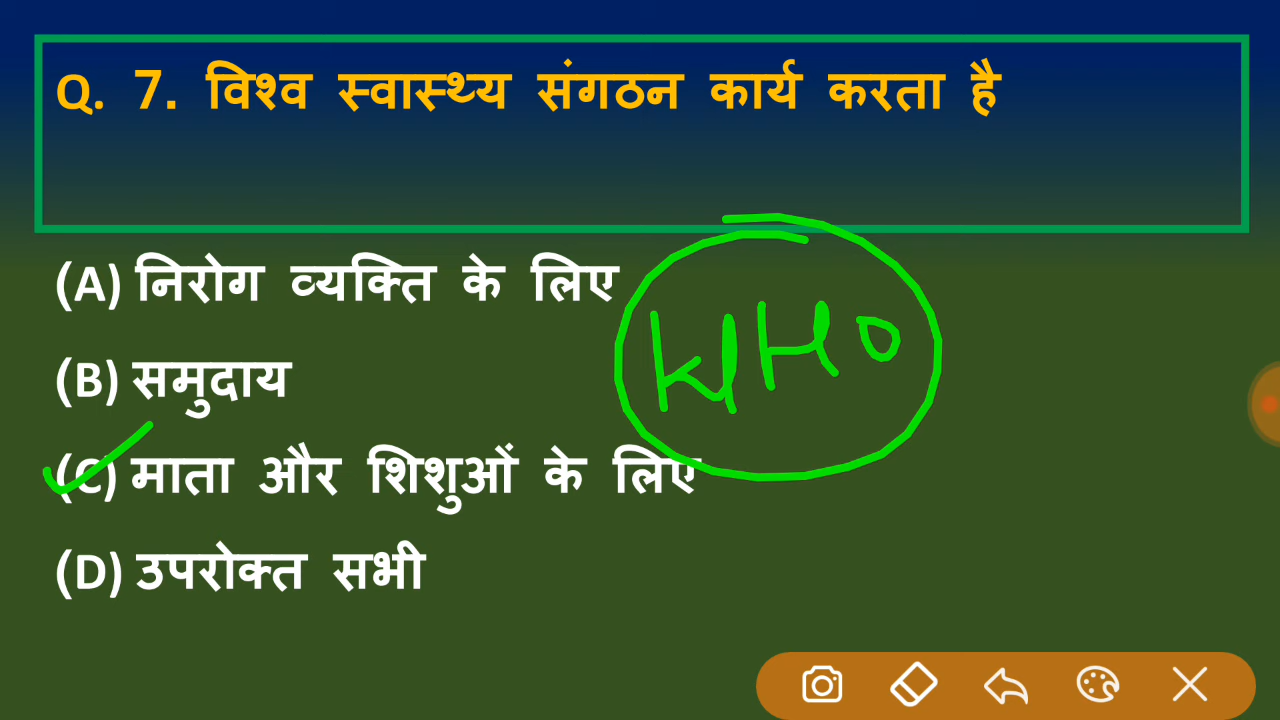 Q. 7. विश्व स्वास्थ्य संगठन कार्य करता है
(A) निरोग व्यक्ति के लिए
WHO
(B) समुदाय
(C) माता और शिशुओं के लिए
(D) उपरोक्त सभी